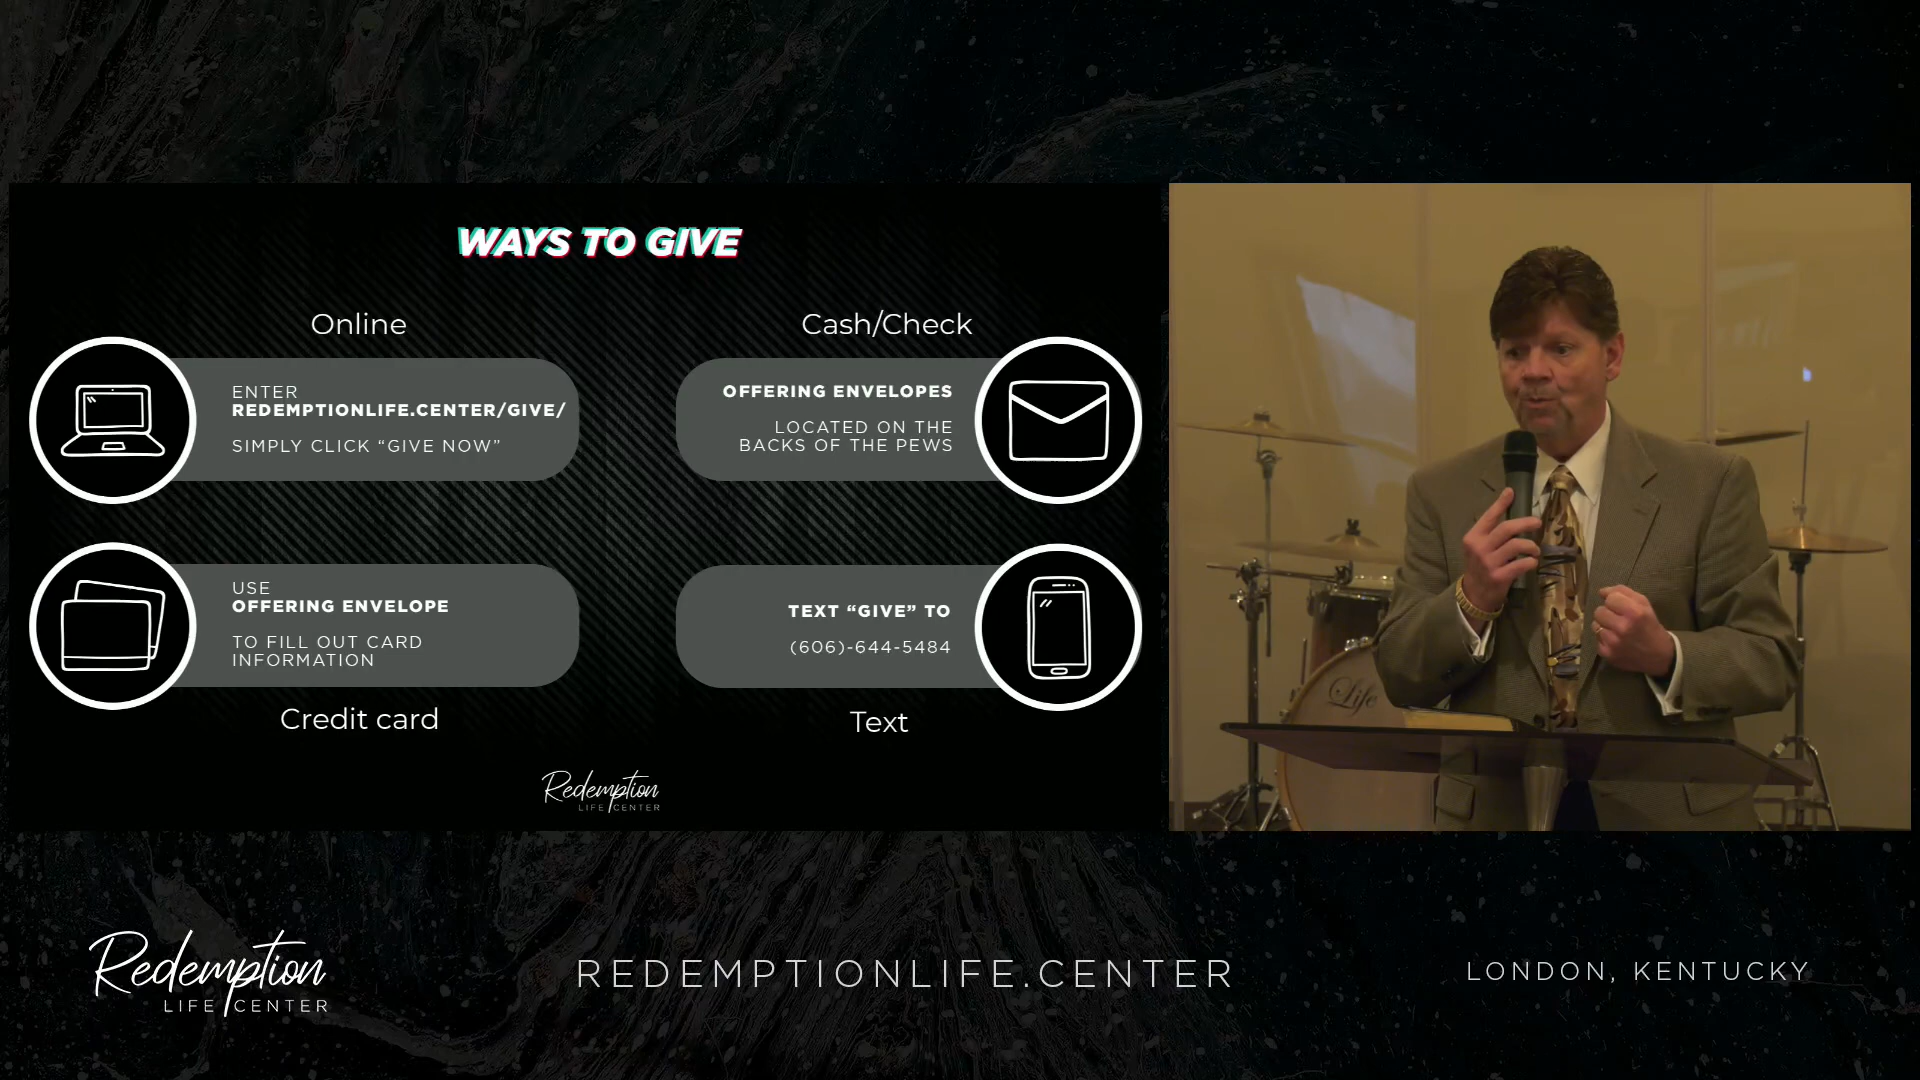 WAYS TO GIVE
Online
ENTER
REDEMPTIONLIFE.CENTER/GIVE/
SIMPLY CLICK “GIVE NOW”
Cash/Check
OFFERING ENVELOPES
LOCATED ON THE
BACKS OF THE PEWS
USE
OFFERING ENVELOPE
TO FILL OUT CARD
INFORMATION
Credit card
TEXT “GIVE” TO
(606)-644-5484
Text
Redemption
LIFE CENTER
Life
Redemption
LIFE CENTER
REDEMPTIONLIFE.CENTER
LONDON, KENTUCKY